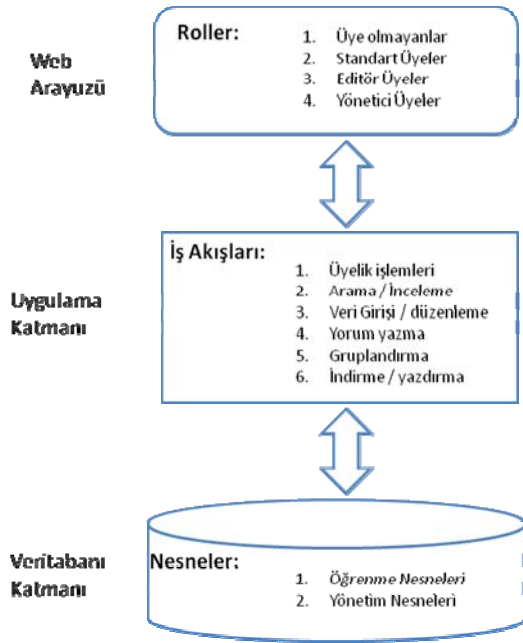 Web
Arayuzü
Roller:
1. Üye olmayanlar
2. Standart Üyeler
3. Editör Üyeler
4. Yönetici Üyeler
Uygulama
Katmanı
İş Akışları:
1. Üyelik işlemleri
2. Arama / İnceleme
3. Veri Girişi / düzenleme
4. Yorum yazma
5. Gruplandırma
6. İndirme / yazdırma
Veritabanı
Katmanı
Nesneler:
1. Öğrenme Nesneleri
2. Yönetim Nesneleri